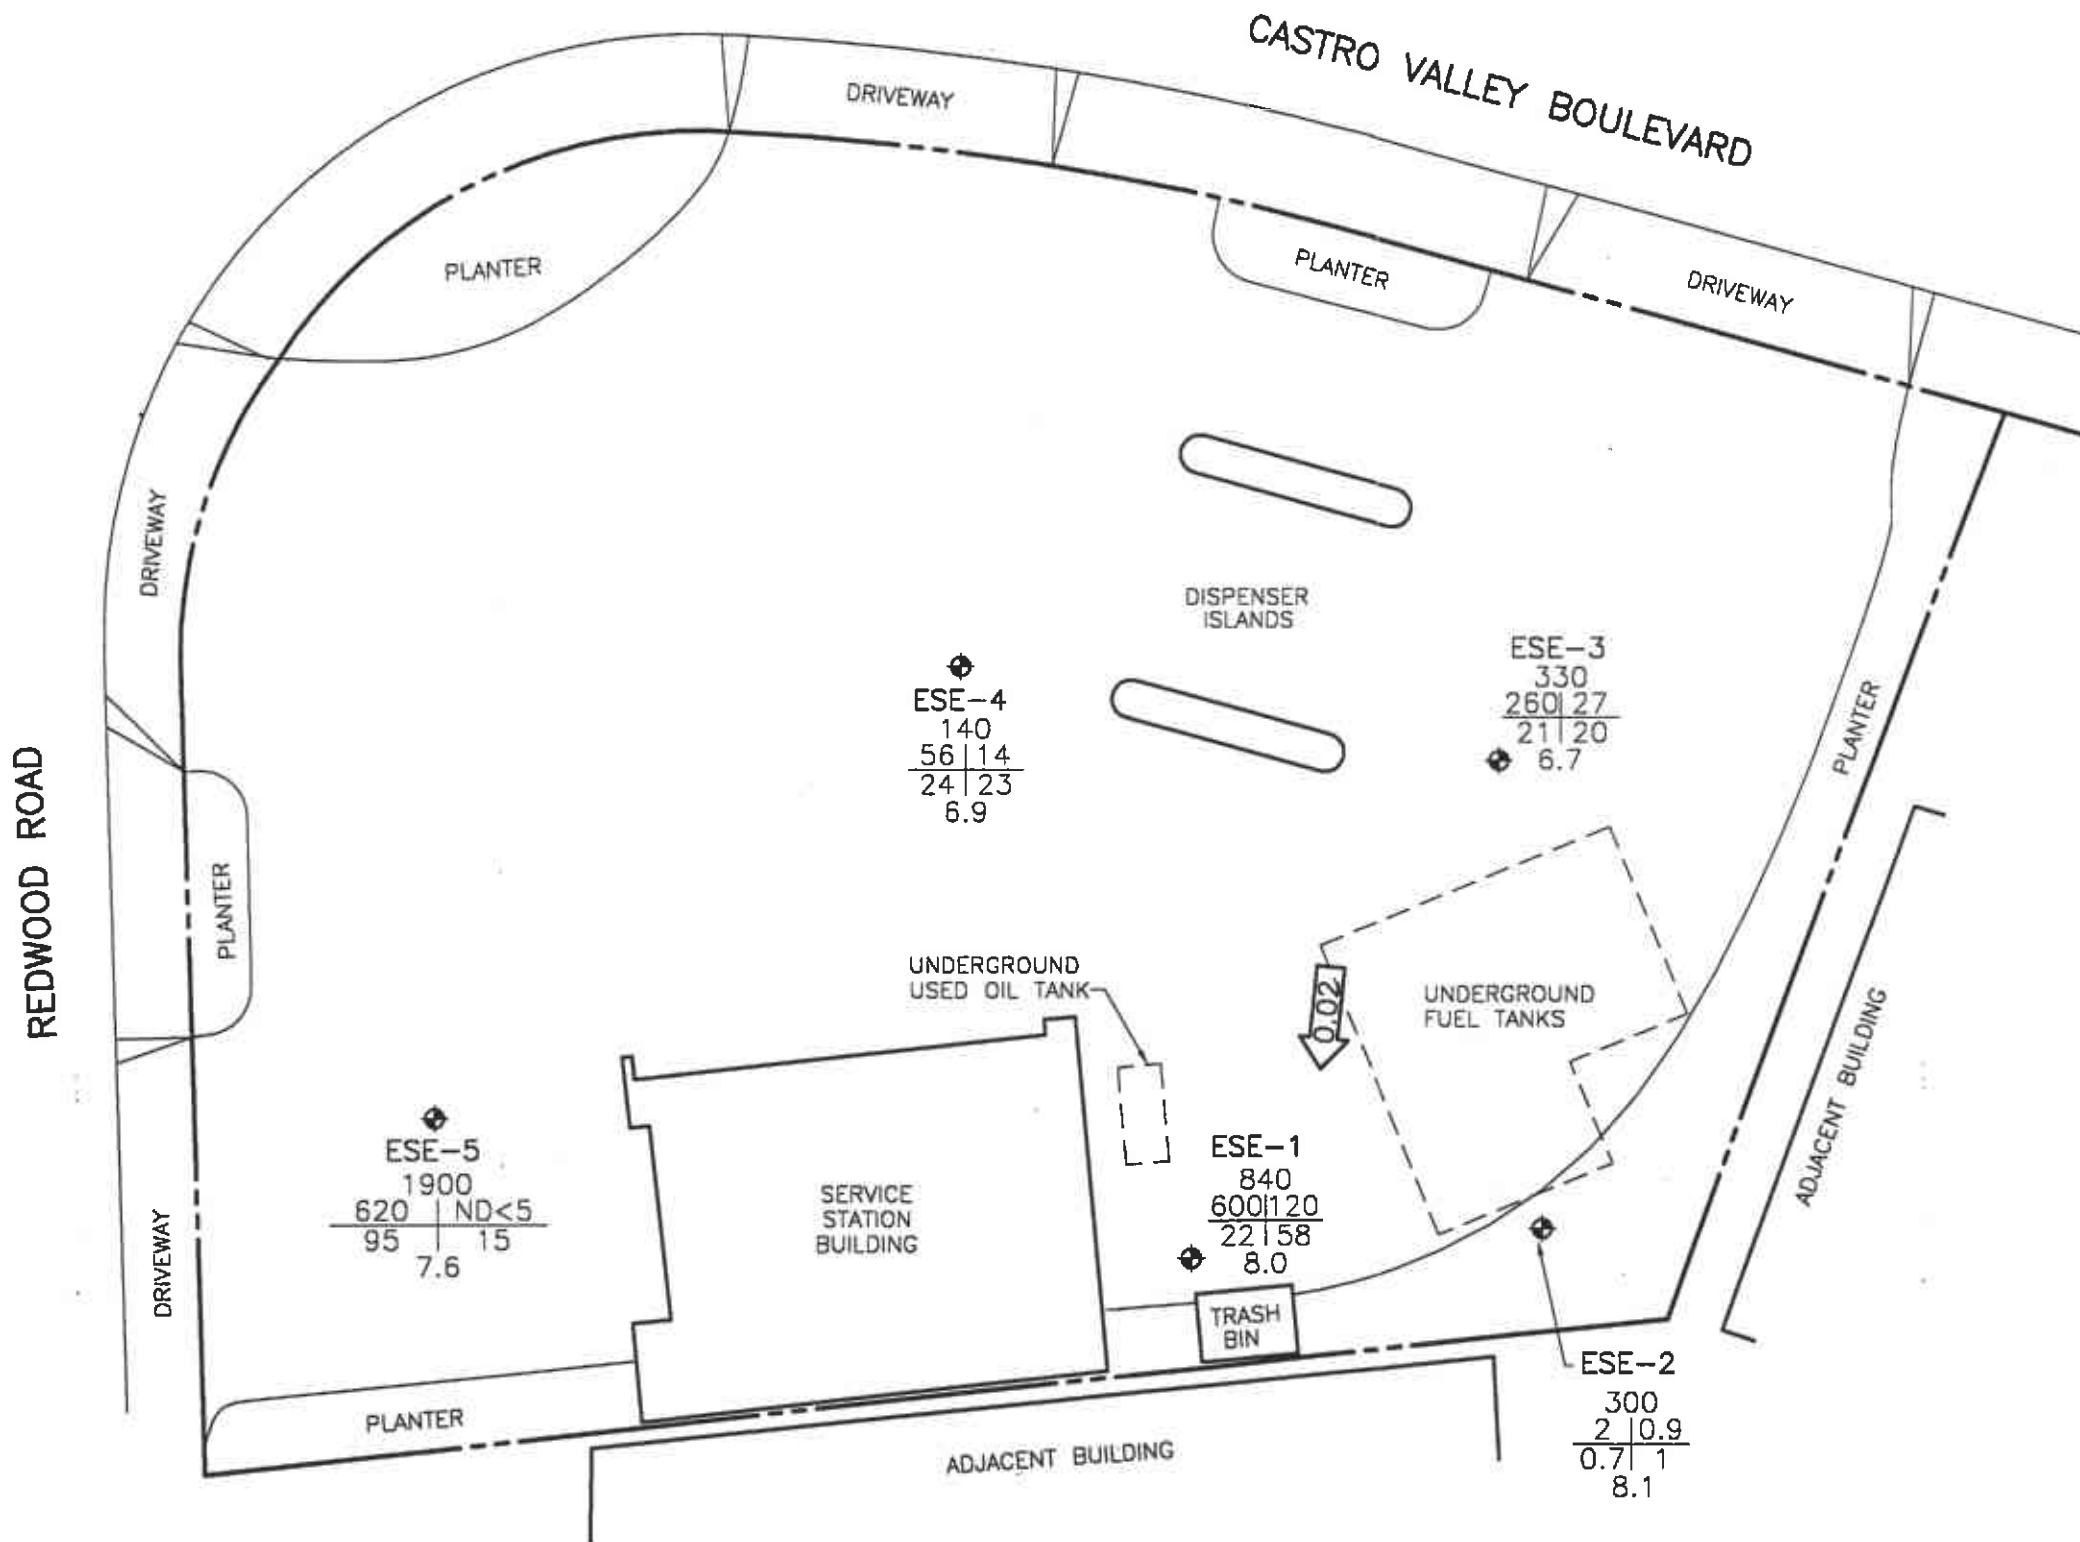 CASTRO VALLEY BOULEVARD
DRIVEWAY
PLANTER
PLANTER
DRIVEWAY
DRIVEWAY
DISPENSER
ISLANDS
ESE-3
330
260|27
21|20
6.7
ESE-4
140
56|14
24|23
6.9
PLANTER
REDWOOD ROAD
PLANTER
UNDERGROUND
USED OIL TANK
0.02
UNDERGROUND
FUEL TANKS
ADJACENT BUILDING
ESE-5
1900
620|ND<5
95|15
7.6
SERVICE
STATION
BUILDING
ESE-1
840
600|120
22|58
8.0
DRIVEWAY
TRASH
BIN
ESE-2
300
2|0.9
0.7|1
8.1
PLANTER
ADJACENT BUILDING